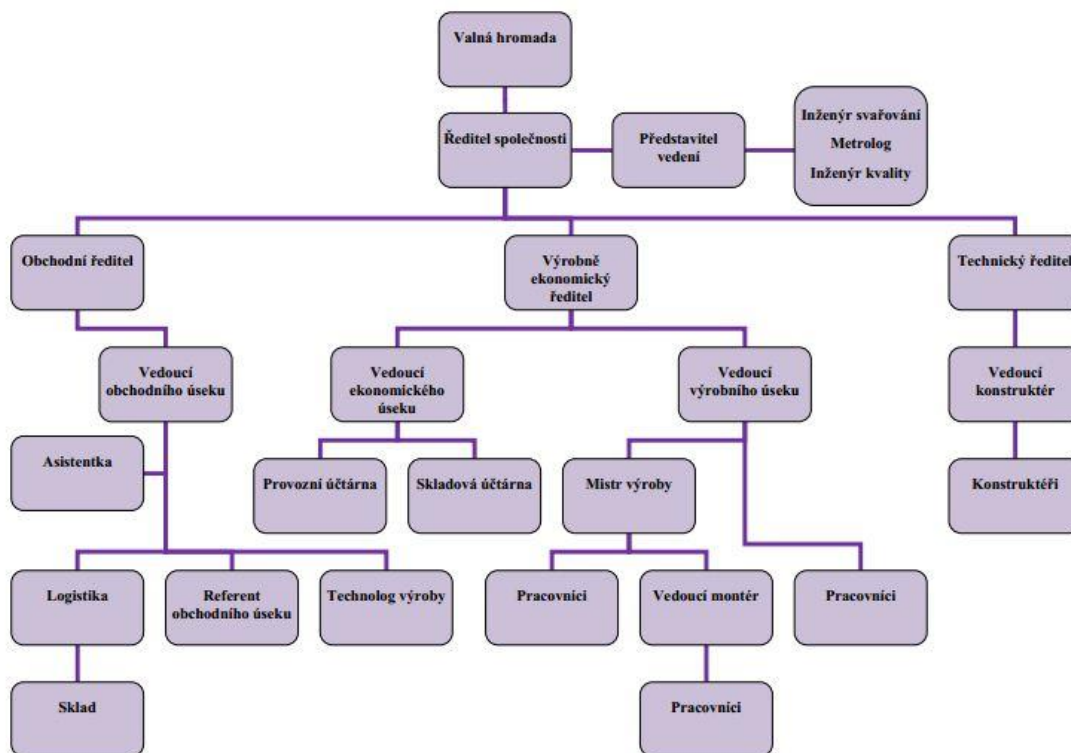 Valná hromada
Ředitel společnosti
Představitel
vedení
Inženýr svařování
Metrolog
Inženýr kvality
Obchodní ředitel
Výrobně
ekonomický
ředitel
Technický ředitel
Vedoucí
obchodního úseku
Vedoucí
ekonomického
úseku
Vedoucí
výrobního úseku
Vedoucí
konstruktér
Asistentka
Provozní účtárna
Skladová účtárna
Mistr výroby
Konstruktéři
Logistika
Referent
obchodního úseku
Technolog výroby
Pracovníci
Vedoucí montér
Pracovníci
Sklad
Pracovníci